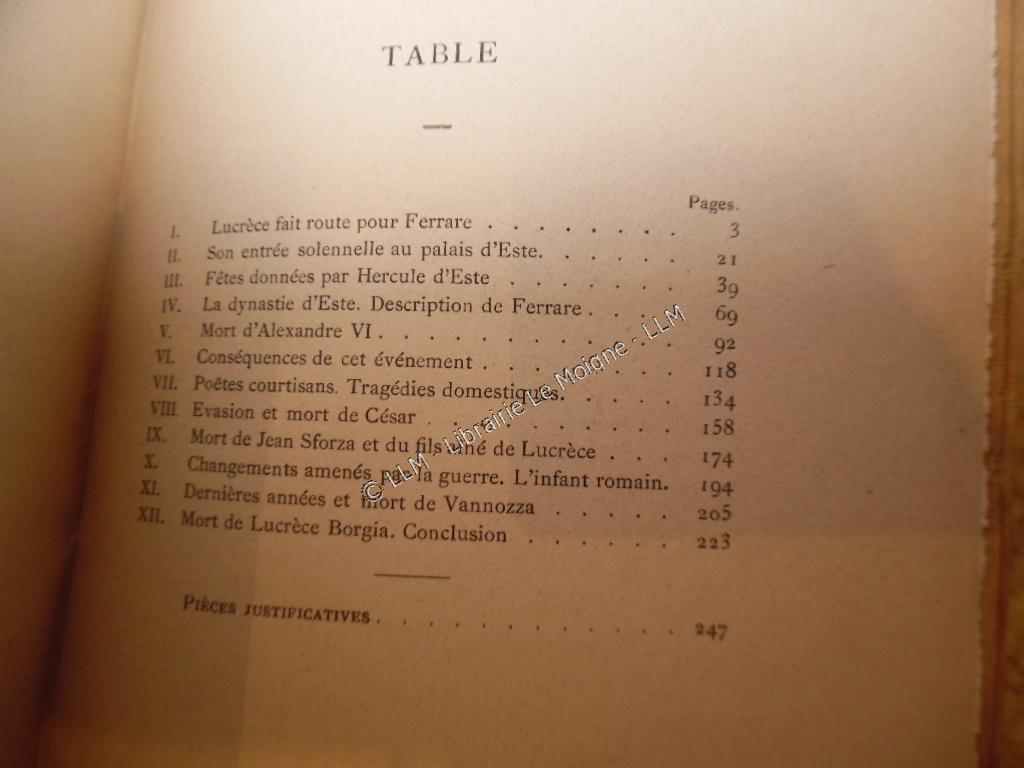 TABLE
Pages.
I. Lucrèce fait route pour Ferrare . . . . . . . . 3
II. Son entrée solennelle au palais d'Este. . . . . . 21
III. Fêtes données par Hercule d'Este . . . . . . . 39
IV. La dynastie d'Este. Description de Ferrare . . . . 69
V. Mort d'Alexandre VI . . . . . . . . . . . 92
VI. Conséquences de cet événement . . . . . . . . 118
VII. Poëtes courtisans. Tragédies domestiques. . . . . 134
VIII. Evasion et mort de César . . . . . . . . . 158
IX. Mort de Jean Sforza et du fils aîné de Lucrèce . . . 174
X. Changements amenés par la guerre. L'infant romain. 194
XI. Dernières années et mort de Vannozza . . . . . 205
XII. Mort de Lucrèce Borgia. Conclusion . . . . . . 223
PIÈCES JUSTIFICATIVES . . . . . . . . . . . . 247
© LLM - Librairie Le Moigne - LLM